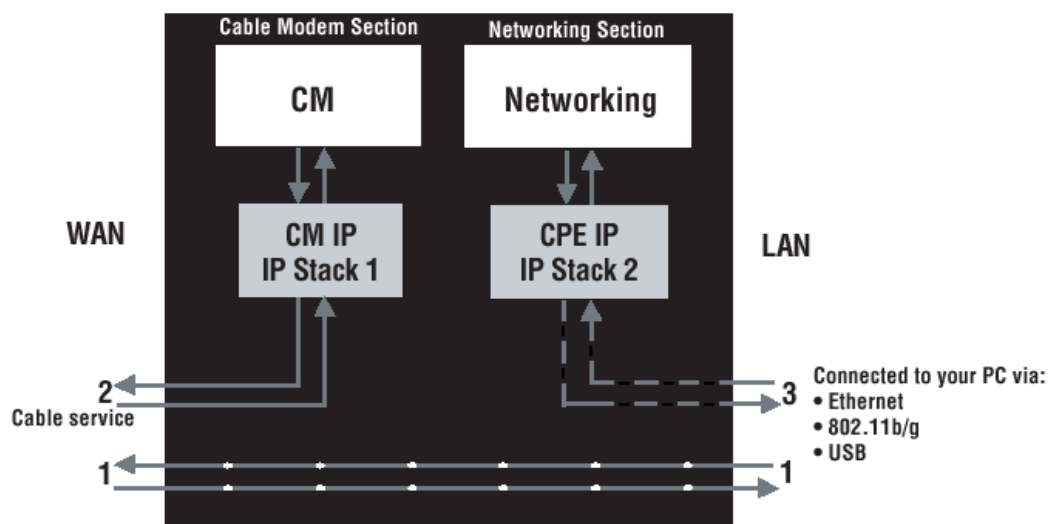 Cable Modem Section
Networking Section
CM
Networking
WAN
CM IP
IP Stack 1
CPE IP
IP Stack 2
LAN
2
Cable service
3
Connected to your PC via:
• Ethernet
• 802.11b/g
• USB
1
1